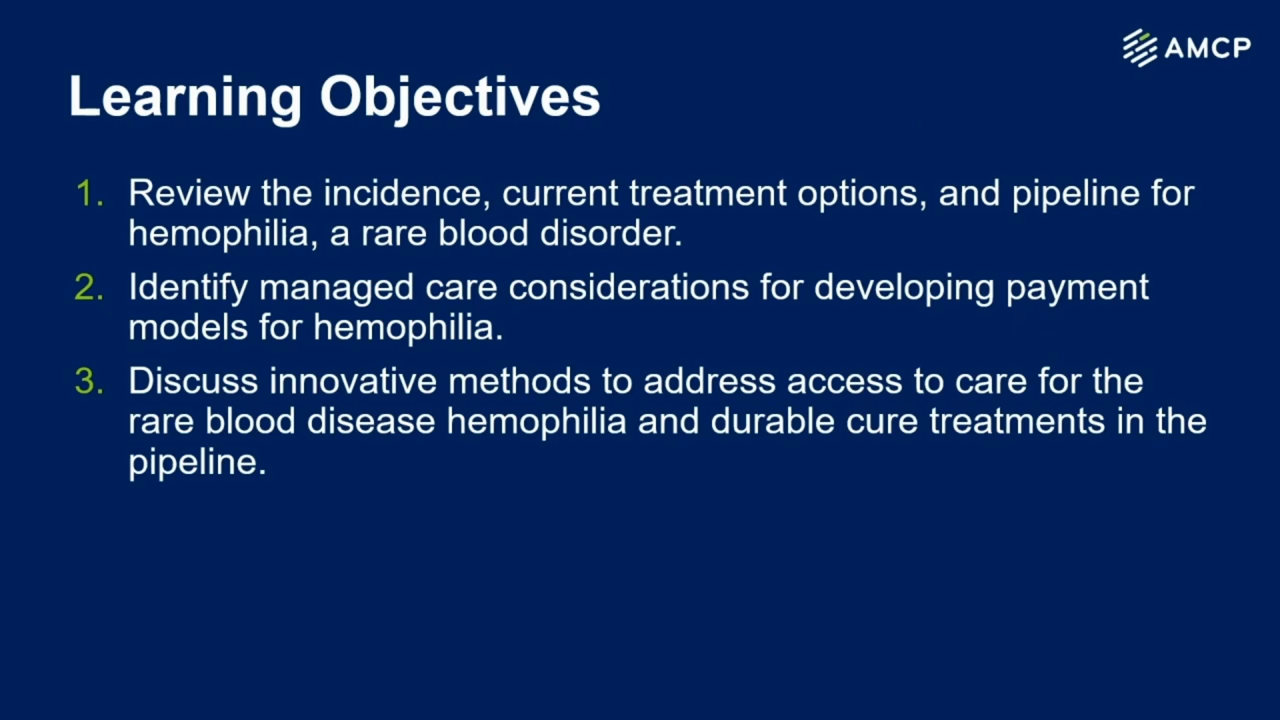 AMCP
Learning Objectives
1. Review the incidence, current treatment options, and pipeline for
hemophilia, a rare blood disorder.
2. Identify managed care considerations for developing payment
models for hemophilia.
3. Discuss innovative methods to address access to care for the
rare blood disease hemophilia and durable cure treatments in the
pipeline.